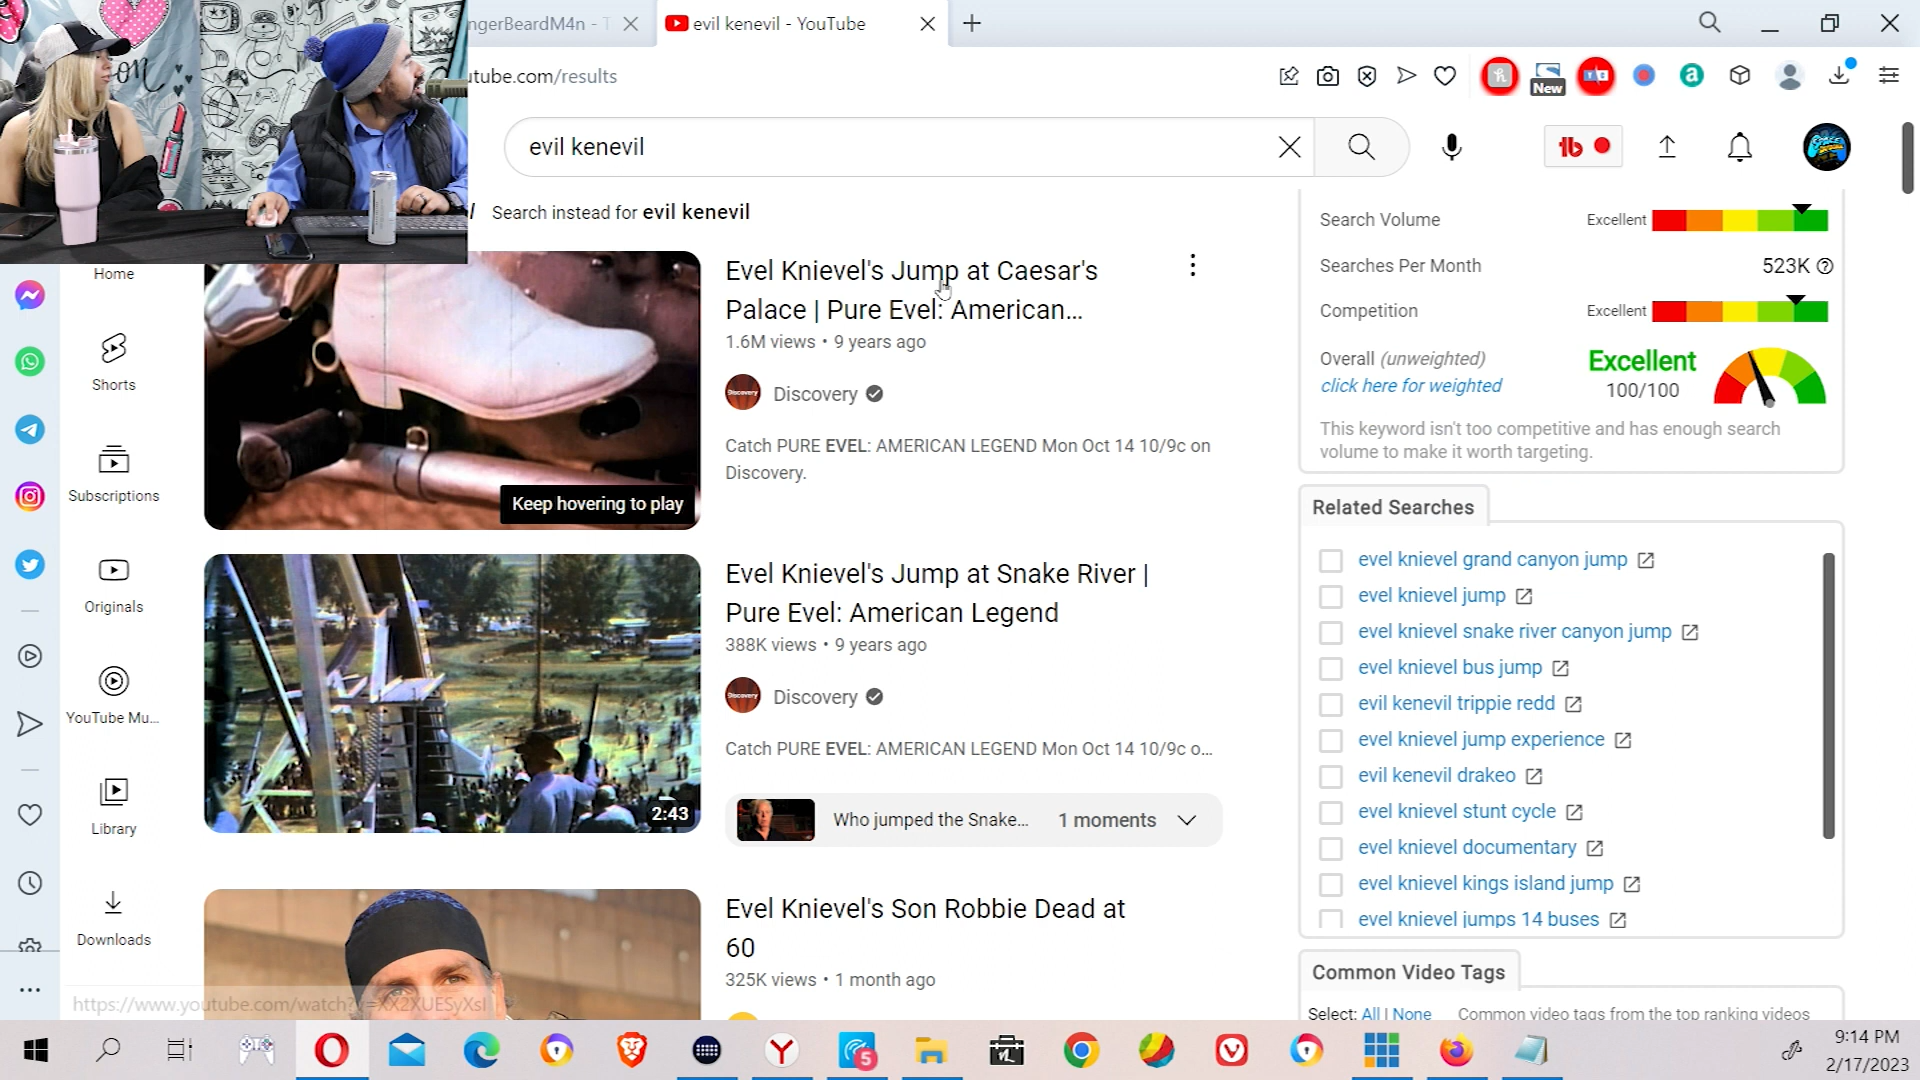 ngerBeardM4n - T
evil kenevil - YouTube
utube.com/results
New
evil kenevil
Search instead for evil kenevil
Home
Shorts
Subscriptions
Originals
YouTube Mu...
Library
Downloads
Keep hovering to play
Evel Knievel's Jump at Caesar's
Palace | Pure Evel: American...
1.6M views • 9 years ago
Discovery
Catch PURE EVEL: AMERICAN LEGEND Mon Oct 14 10/9c on
Discovery.
2:43
Evel Knievel's Jump at Snake River |
Pure Evel: American Legend
388K views • 9 years ago
Discovery
Catch PURE EVEL: AMERICAN LEGEND Mon Oct 14 10/9c o...
Who jumped the Snake... 1 moments
Evel Knievel's Son Robbie Dead at
60
325K views • 1 month ago
Search Volume Excellent
Searches Per Month 523K
Competition Excellent
Overall (unweighted) Excellent
click here for weighted 100/100
This keyword isn't too competitive and has enough search
volume to make it worth targeting.
Related Searches
evel knievel grand canyon jump
evel knievel jump
evel knievel snake river canyon jump
evel knievel bus jump
evil kenevil trippie redd
evel knievel jump experience
evil kenevil drakeo
evel knievel stunt cycle
evel knievel documentary
evel knievel kings island jump
evel knievel jumps 14 buses
Common Video Tags
Select: All | None Common video tags from the top ranking videos
https://www.youtube.com/watch?v=XX2XUESyXsI
5
9:14 PM
2/17/2023